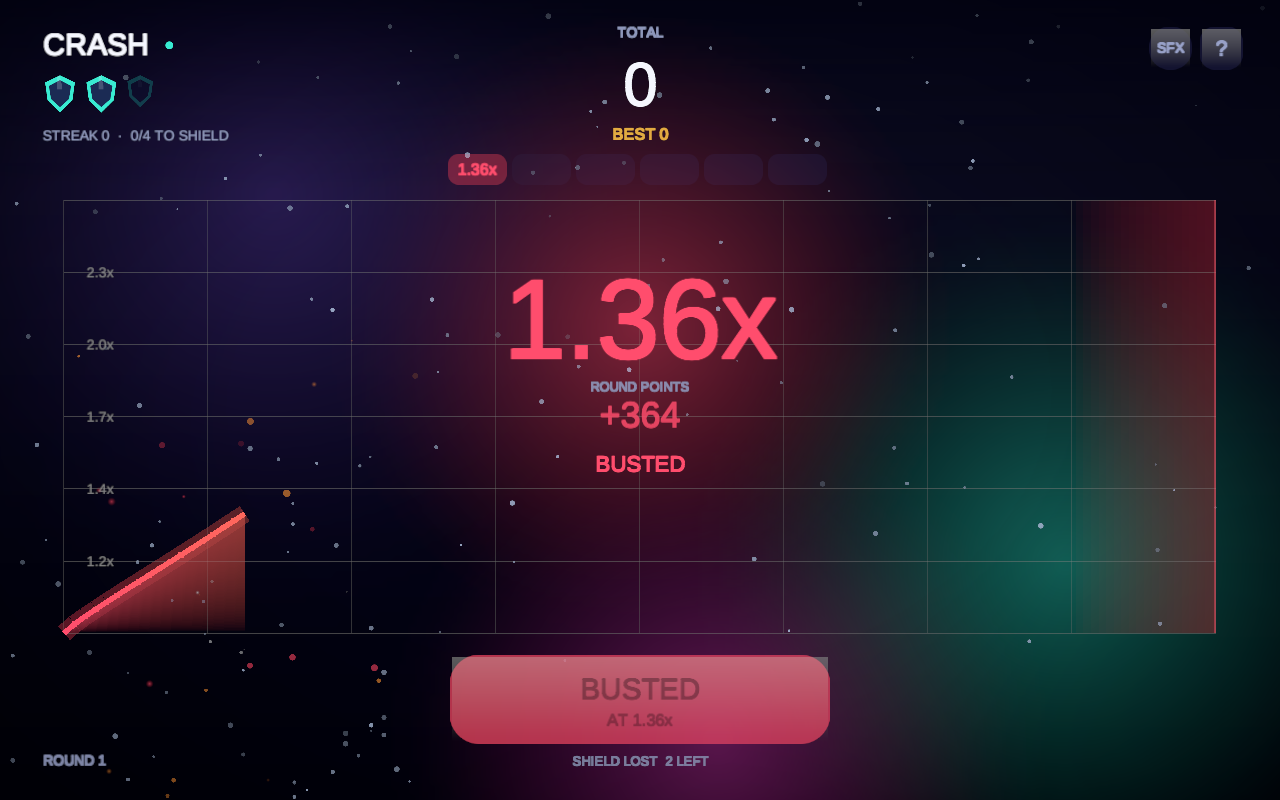 CRASH
TOTAL
SFX
?
0
STREAK 0 · 0/4 TO SHIELD
BEST 0
1.36x
2.3x
2.0x
1.7x
1.4x
1.2x
1.36x
ROUND POINTS
+364
BUSTED
BUSTED
AT 1.36x
ROUND 1
SHIELD LOST 2 LEFT